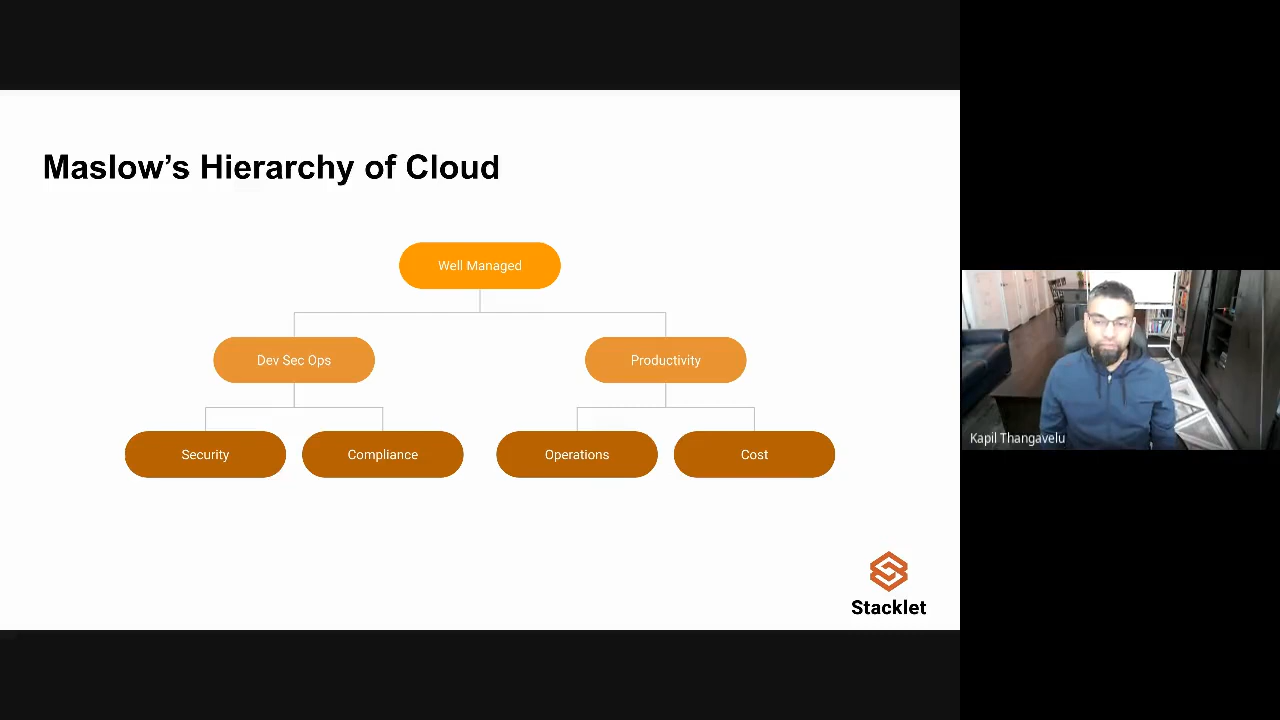 Maslow’s Hierarchy of Cloud
Well Managed
Dev Sec Ops
Productivity
Security
Compliance
Operations
Cost
Stacklet
Kapil Thangavelu